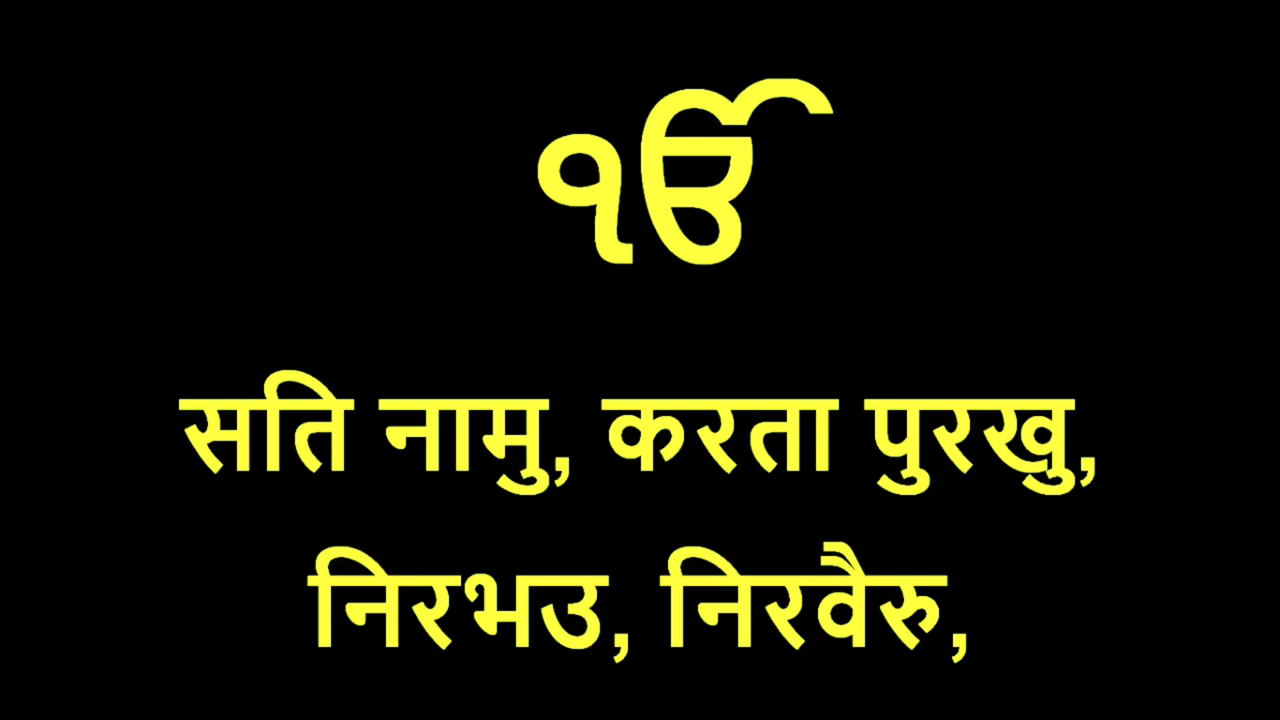 ੴ
सति नामु, करता पुरखु,
निरभउ, निरवैरु,